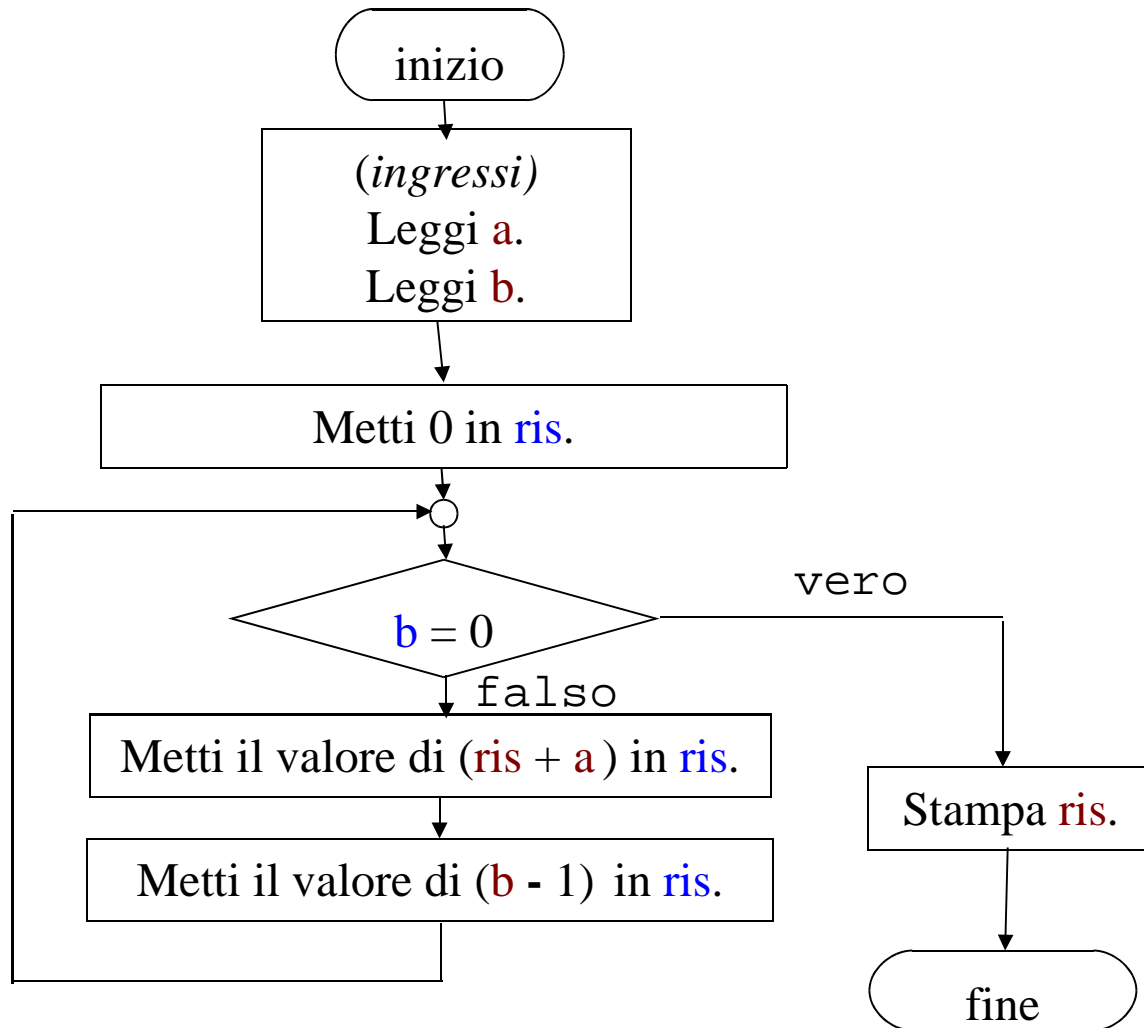 inizio
(ingressi)
Leggi a.
Leggi b.
Metti 0 in ris.
b = 0
vero
falso
Metti il valore di (ris + a ) in ris.
Metti il valore di (b - 1) in ris.
Stampa ris.
fine